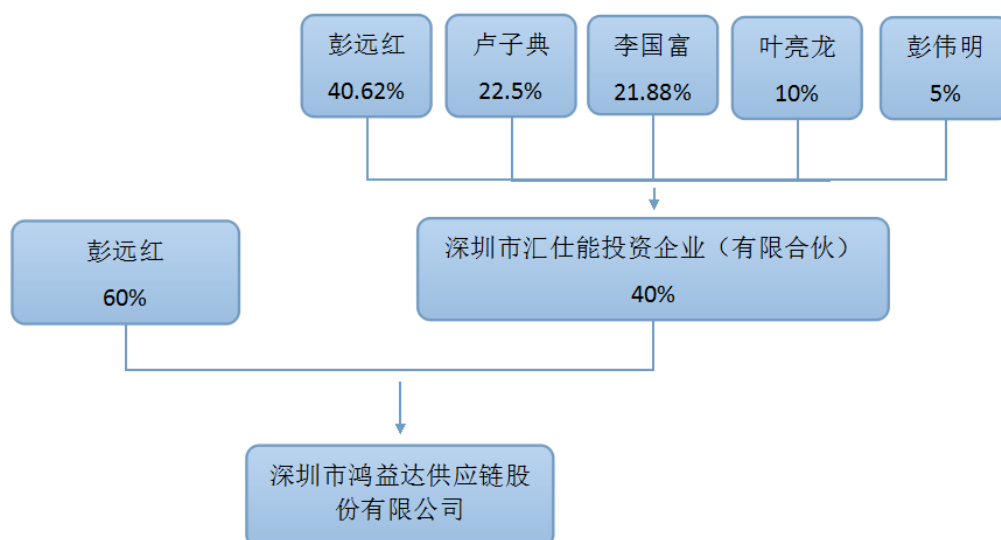 彭远红
40.62%
卢子典
22.5%
李国富
21.88%
叶亮龙
10%
彭伟明
5%
彭远红
60%
深圳市汇仕能投资企业（有限合伙）
40%
深圳市鸿益达供应链股
份有限公司